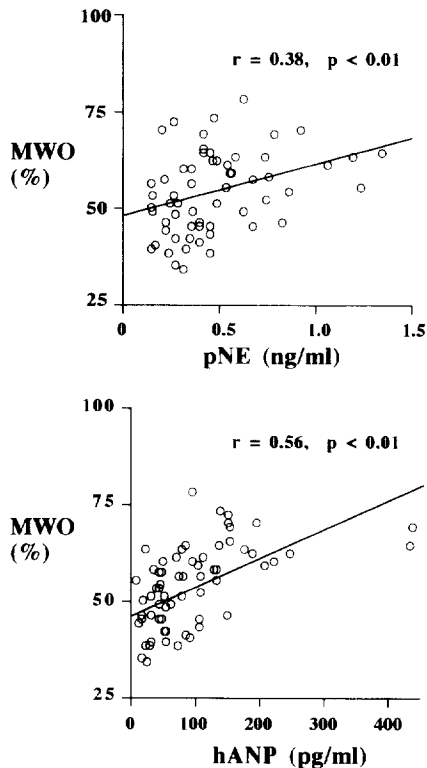 100
r = 0.38, p < 0.01
75
MWO
(%)
50
25
0 0.5 1.0 1.5
pNE (ng/ml)
100
r = 0.56, p < 0.01
75
MWO
(%)
50
25
0 100 200 300 400
hANP (pg/ml)